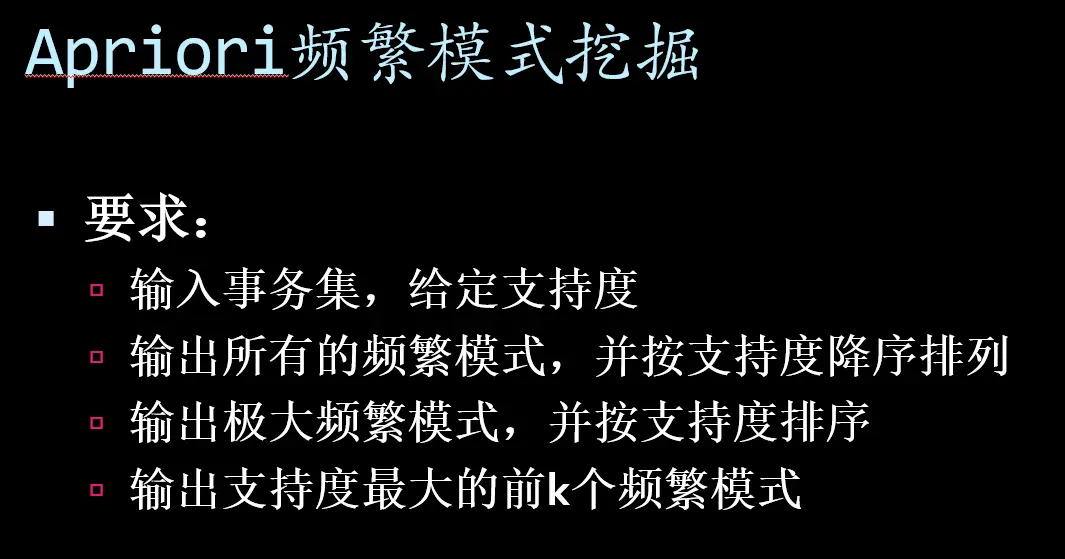 Apriori频繁模式挖掘
要求：
输入事务集，给定支持度
输出所有的频繁模式，并按支持度降序排列
输出极大频繁模式，并按支持度排序
输出支持度最大的前k个频繁模式